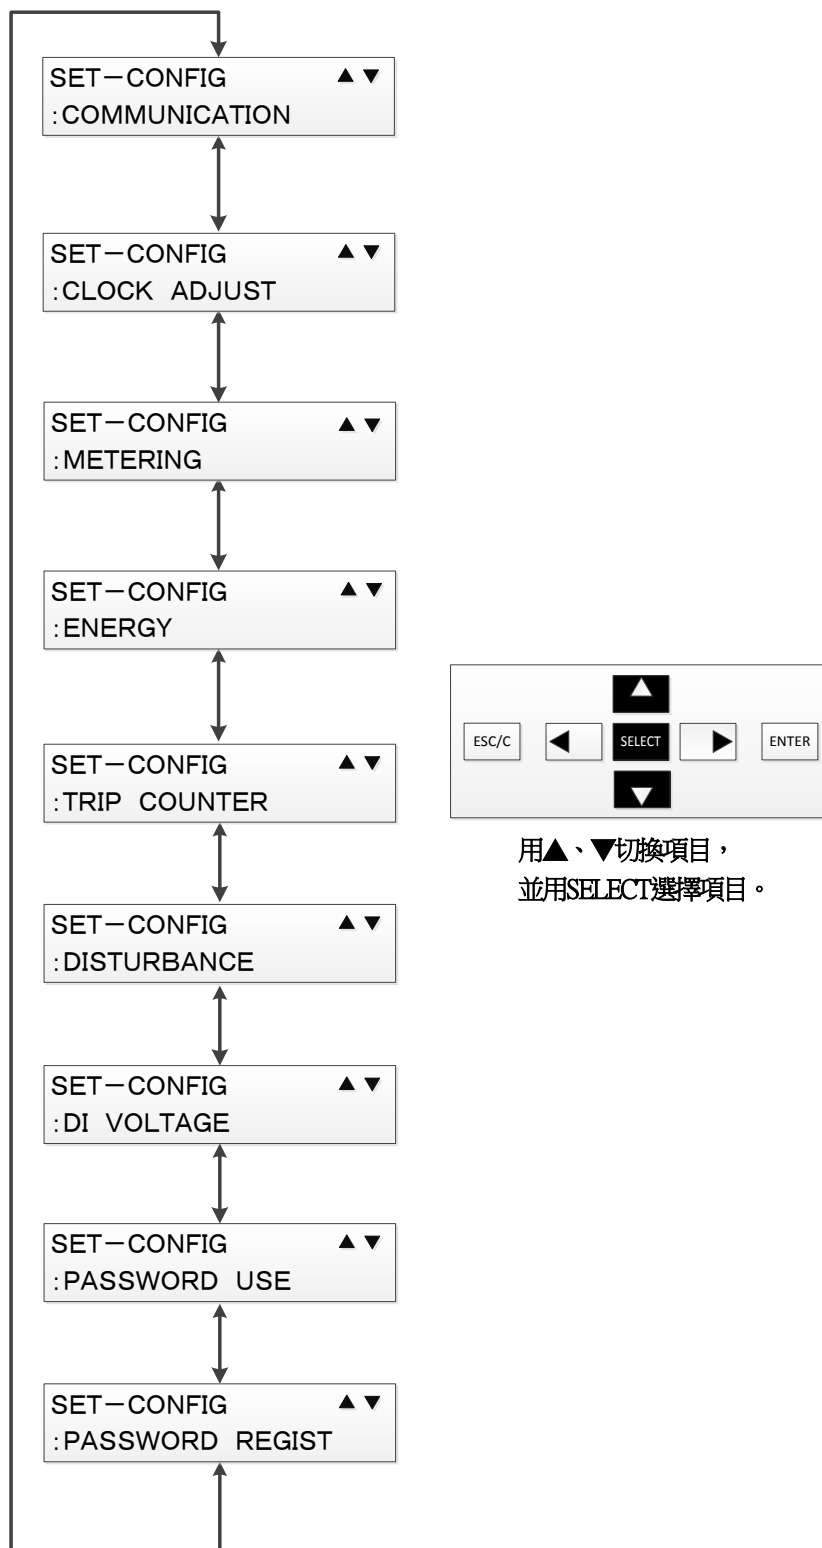 SET-CONFIG ▲ ▼
:COMMUNICATION
SET-CONFIG ▲ ▼
:CLOCK ADJUST
SET-CONFIG ▲ ▼
:METERING
SET-CONFIG ▲ ▼
:ENERGY
SET-CONFIG ▲ ▼
:TRIP COUNTER
SET-CONFIG ▲ ▼
:DISTURBANCE
SET-CONFIG ▲ ▼
:DI VOLTAGE
SET-CONFIG ▲ ▼
:PASSWORD USE
SET-CONFIG ▲ ▼
:PASSWORD REGIST
ESC/C ◀ SELECT ▶ ENTER
用▲、▼切換項目，
並用SELECT選擇項目。